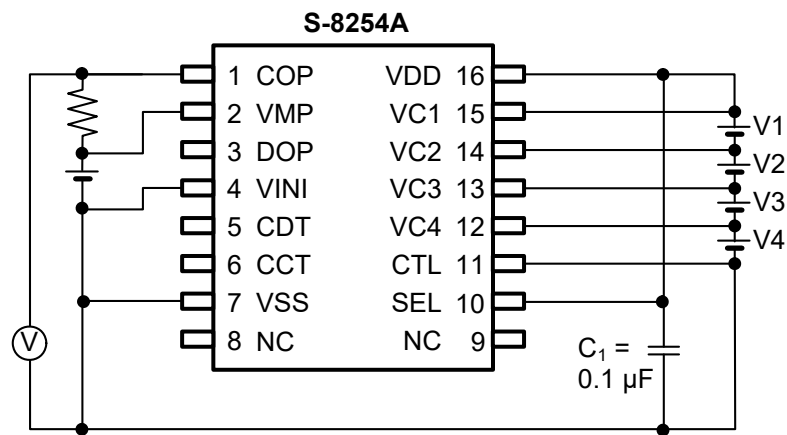 S-8254A
1 COP VDD 16
2 VMP VC1 15
3 DOP VC2 14
4 VINI VC3 13
5 CDT VC4 12
6 CCT CTL 11
7 VSS SEL 10
8 NC NC 9
V1
V2
V3
V4
V
C₁ =
0.1 µF